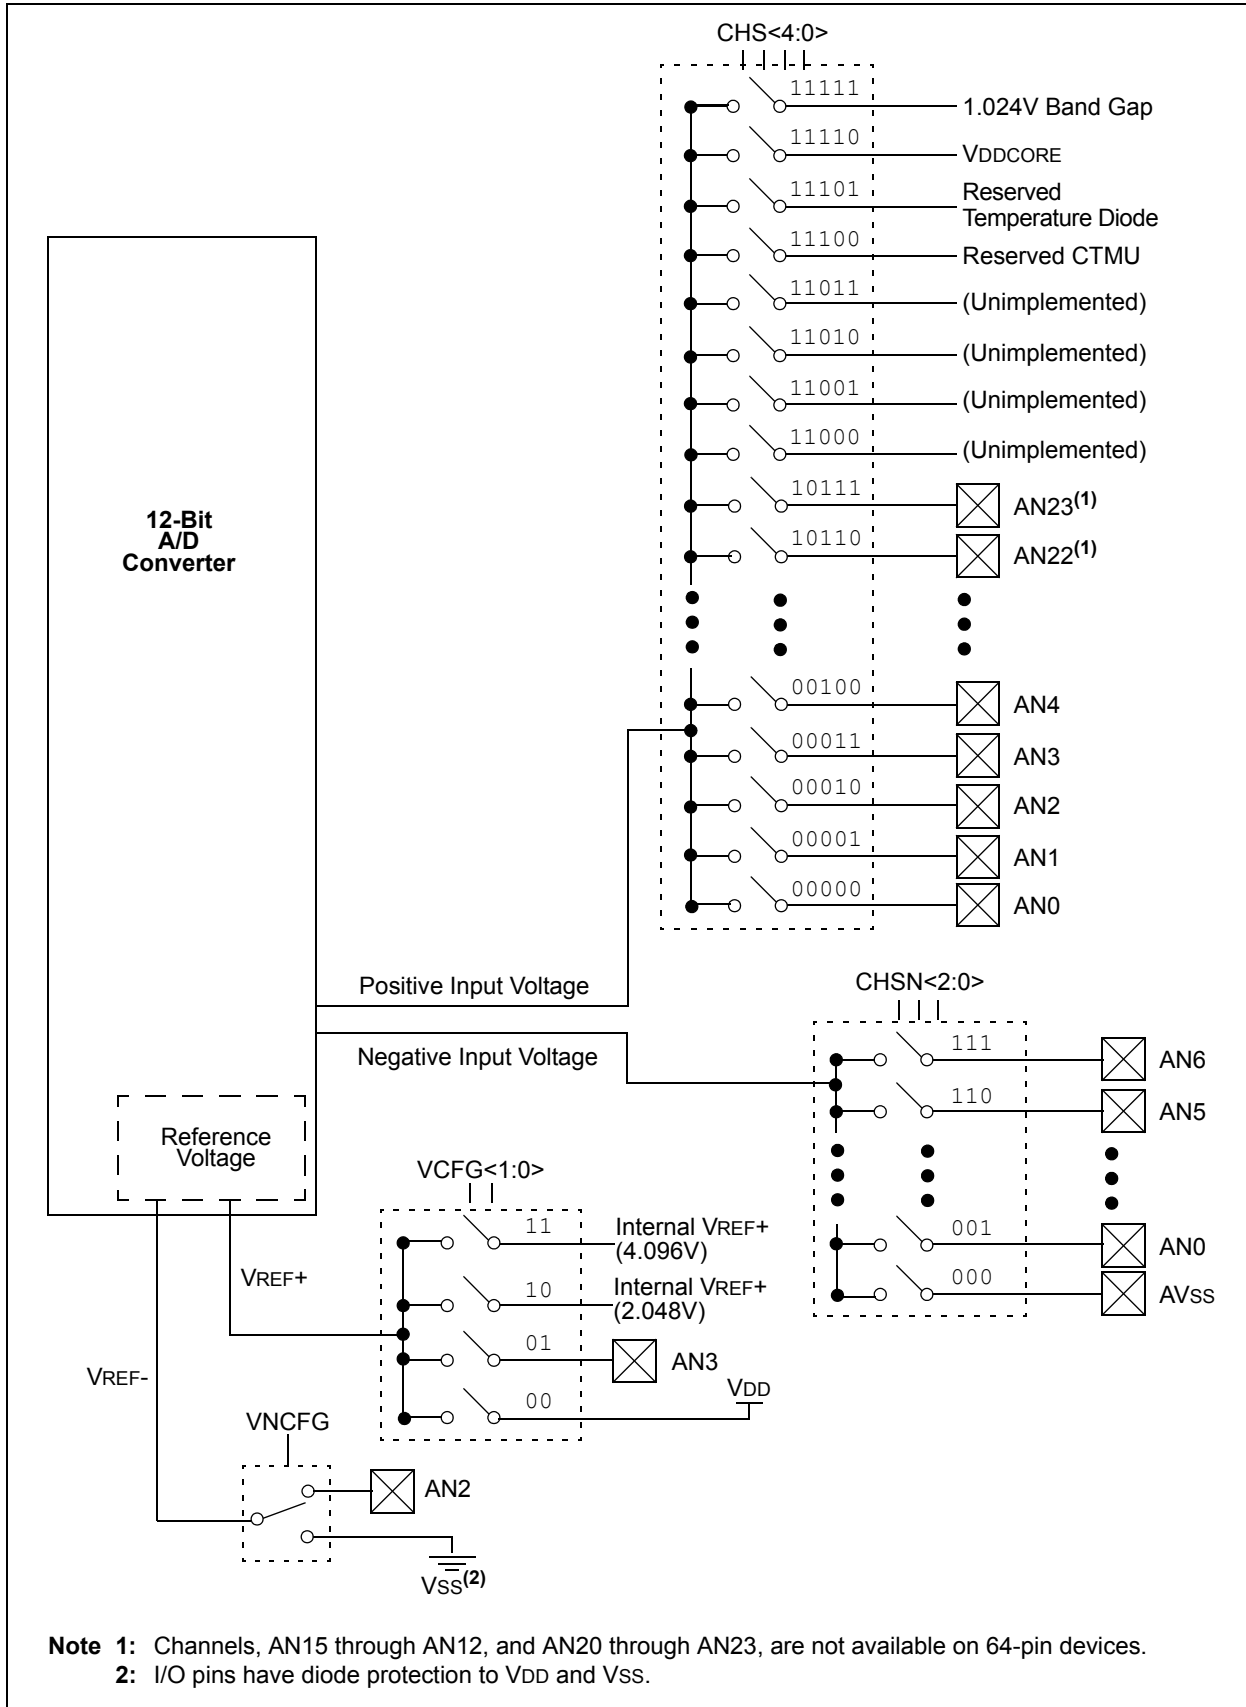 CHS<4:0>
11111
1.024V Band Gap
11110
VDDCORE
11101
Reserved
Temperature Diode
11100
Reserved CTMU
11011
(Unimplemented)
11010
(Unimplemented)
11001
(Unimplemented)
11000
(Unimplemented)
10111
AN23(1)
10110
AN22(1)
12-Bit
A/D
Converter
00100
AN4
00011
AN3
00010
AN2
00001
AN1
00000
AN0
Positive Input Voltage
Negative Input Voltage
CHSN<2:0>
111
AN6
110
AN5
001
AN0
000
AVSS
Reference
Voltage
VCFG<1:0>
11
Internal VREF+
(4.096V)
10
Internal VREF+
(2.048V)
01
AN3
00
VDD
VREF+
VREF-
VNCFG
AN2
VSS(2)
Note 1: Channels, AN15 through AN12, and AN20 through AN23, are not available on 64-pin devices.
2: I/O pins have diode protection to VDD and VSS.